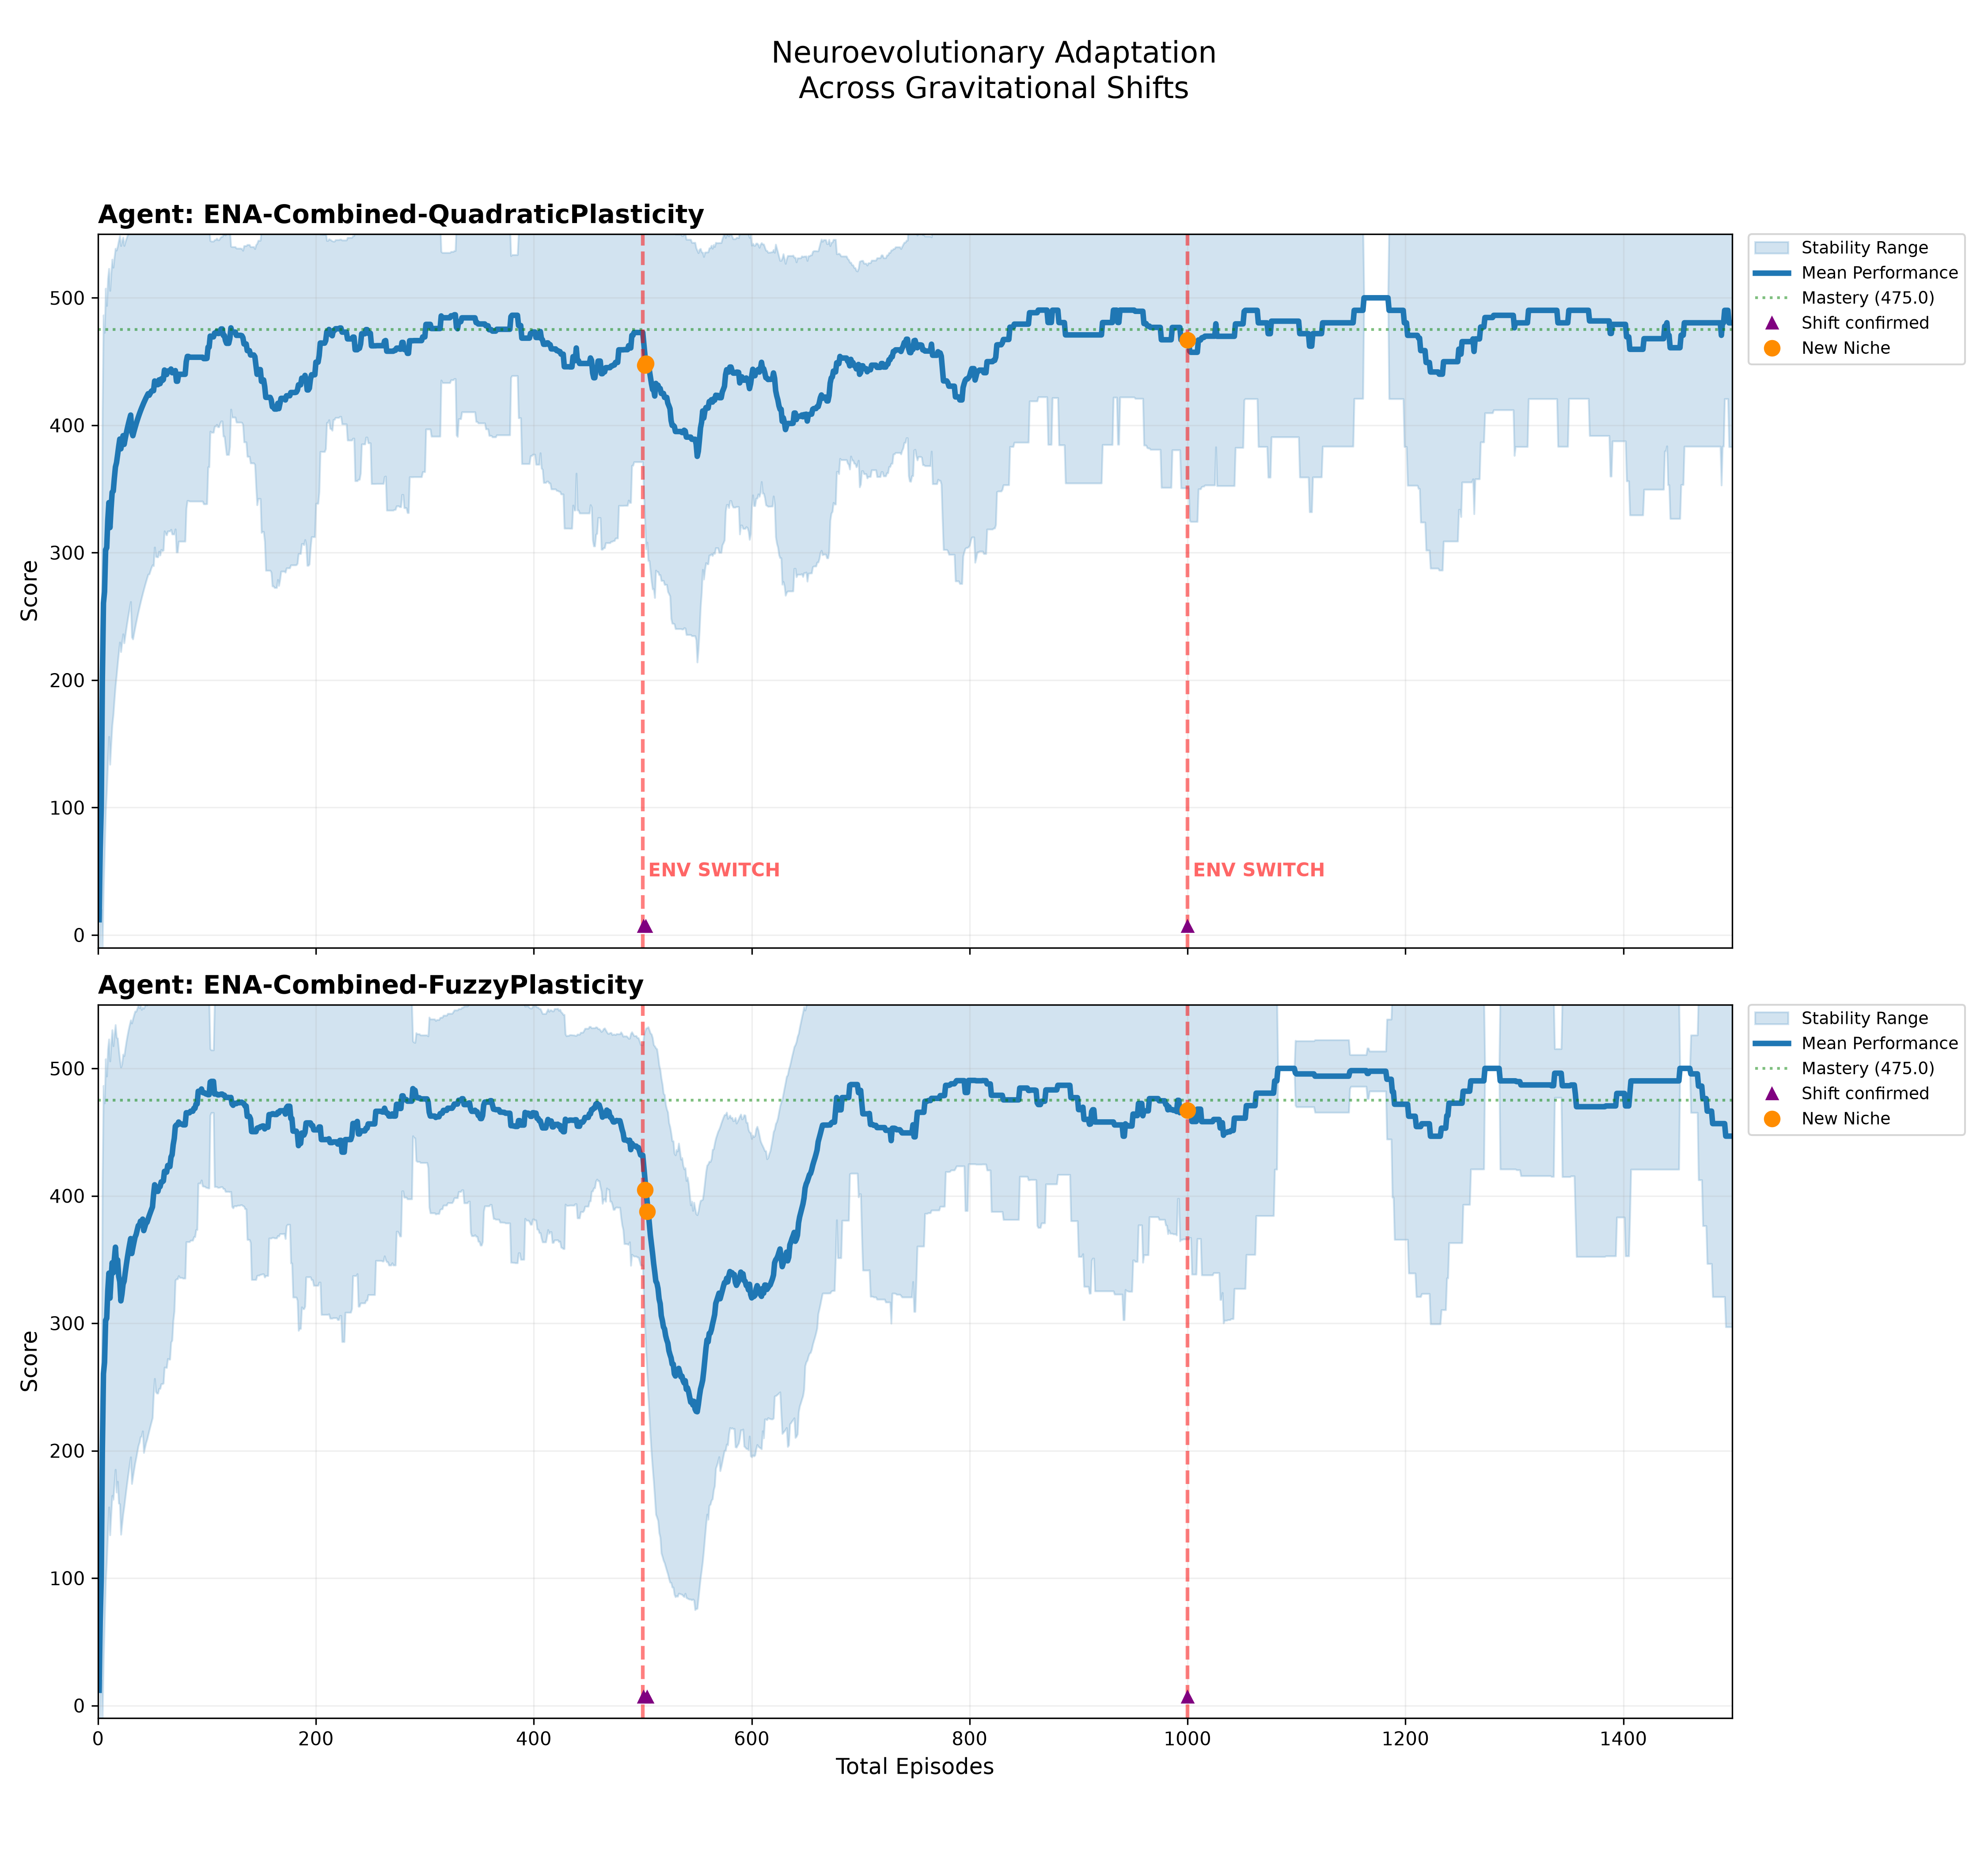 Neuroevolutionary Adaptation
Across Gravitational Shifts
Agent: ENA-Combined-QuadraticPlasticity
Stability Range
Mean Performance
Mastery (475.0)
Shift confirmed
New Niche
500
400
300
200
100
0
Score
ENV SWITCH
ENV SWITCH
Agent: ENA-Combined-FuzzyPlasticity
Stability Range
Mean Performance
Mastery (475.0)
Shift confirmed
New Niche
500
400
300
200
100
0
Score
0
200
400
600
800
1000
1200
1400
Total Episodes